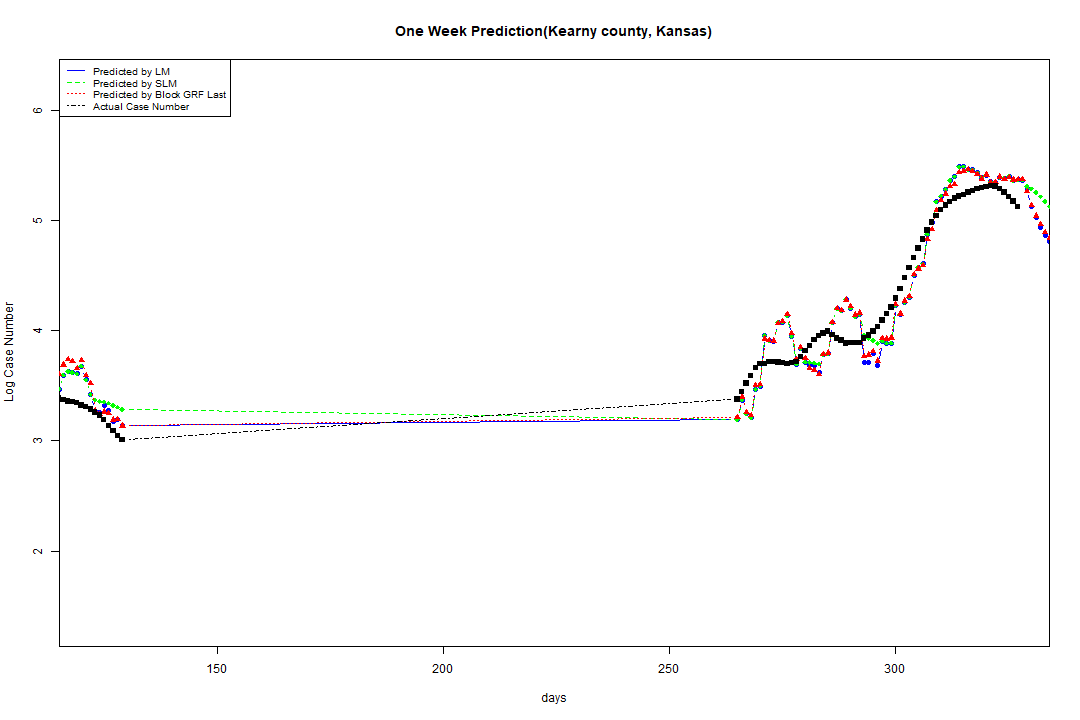 One Week Prediction(Kearny county, Kansas)
Predicted by LM
Predicted by SLM
Predicted by Block GRF Last
Actual Case Number
6
5
4
3
2
Log Case Number
150 200 250 300
days